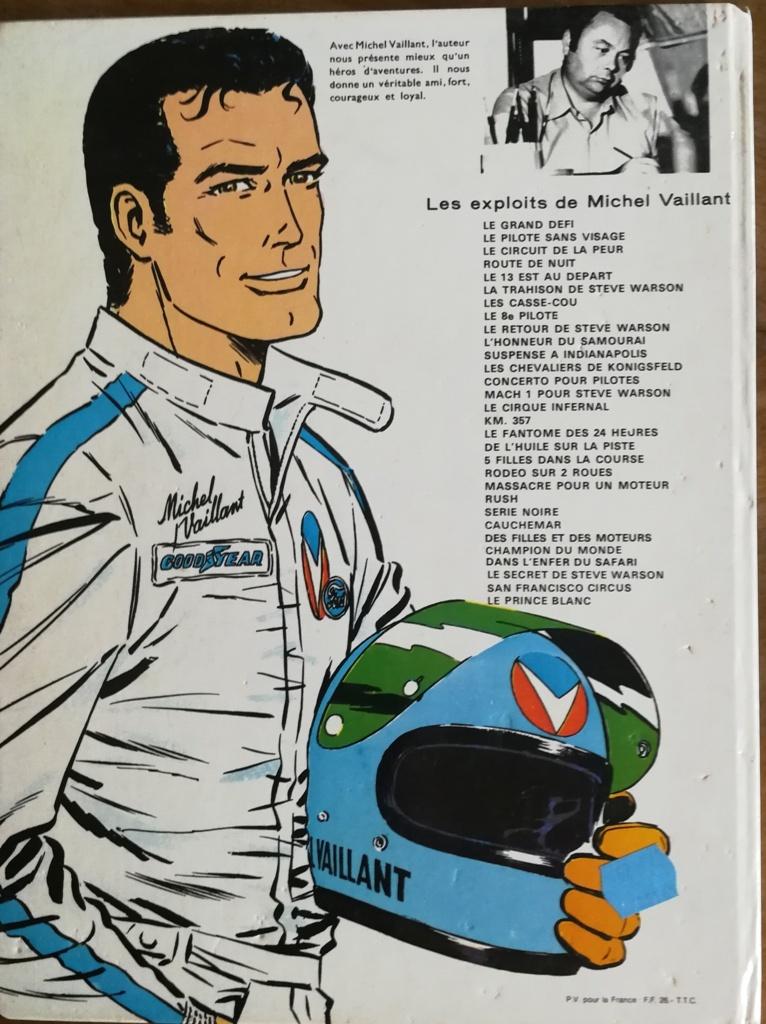 Avec Michel Vaillant, l'auteur
nous présente mieux qu'un
héros d'aventures. Il nous
donne un véritable ami, fort,
courageux et loyal.
Les exploits de Michel Vaillant
LE GRAND DEFI
LE PILOTE SANS VISAGE
LE CIRCUIT DE LA PEUR
ROUTE DE NUIT
LE 13 EST AU DEPART
LA TRAHISON DE STEVE WARSON
LES CASSE-COU
LE 8e PILOTE
LE RETOUR DE STEVE WARSON
L'HONNEUR DU SAMOURAI
SUSPENSE A INDIANAPOLIS
LES CHEVALIERS DE KONIGSFELD
CONCERTO POUR PILOTES
MACH 1 POUR STEVE WARSON
LE CIRQUE INFERNAL
KM. 357
LE FANTOME DES 24 HEURES
DE L'HUILE SUR LA PISTE
5 FILLES DANS LA COURSE
RODEO SUR 2 ROUES
MASSACRE POUR UN MOTEUR
RUSH
SERIE NOIRE
CAUCHEMAR
DES FILLES ET DES MOTEURS
CHAMPION DU MONDE
DANS L'ENFER DU SAFARI
LE SECRET DE STEVE WARSON
SAN FRANCISCO CIRCUS
LE PRINCE BLANC
Michel
Vaillant
GOODYEAR
Ford
L VAILLANT
P.V. pour la France : F.F. 26.- T.T.C.